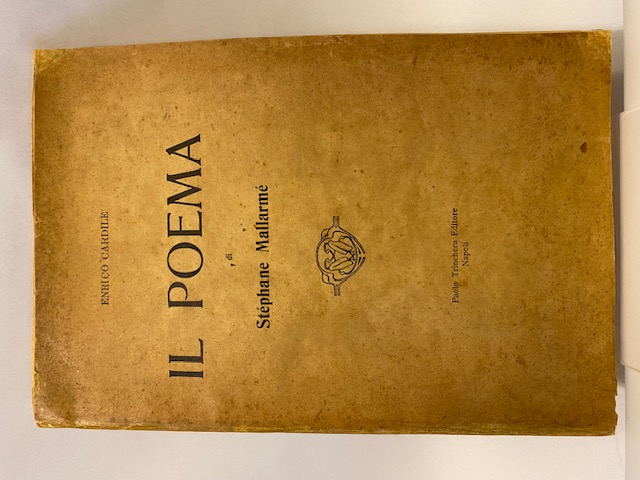 ENRICO CARDILE
IL POEMA
di
Stéphane Mallarmé
Paolo Trinchera Editore
Napoli